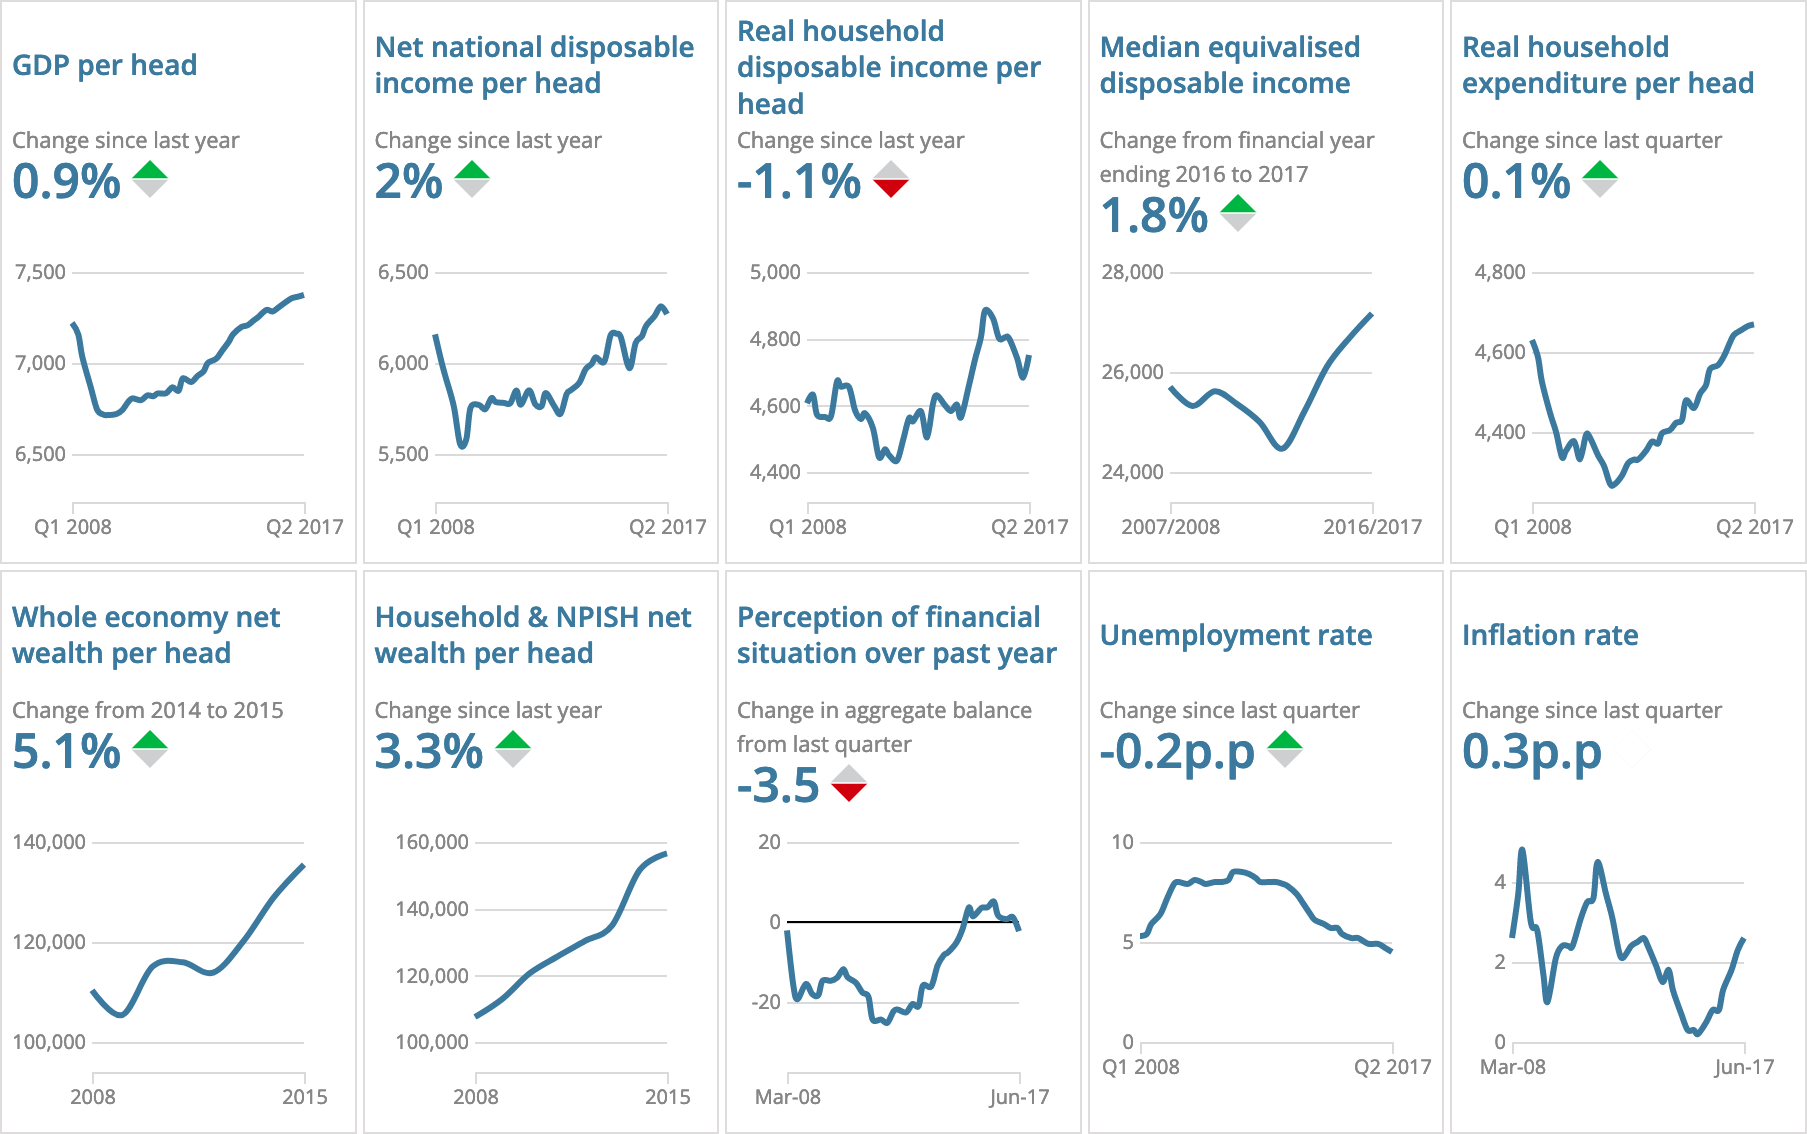 GDP per head
Change since last year
0.9%
7,500
7,000
6,500
Q1 2008
Q2 2017
Net national disposable
income per head
Change since last year
2%
6,500
6,000
5,500
Q1 2008
Q2 2017
Real household
disposable income per
head
Change since last year
-1.1%
5,000
4,800
4,600
4,400
Q1 2008
Q2 2017
Median equivalised
disposable income
Change from financial year
ending 2016 to 2017
1.8%
28,000
26,000
24,000
2007/2008
2016/2017
Real household
expenditure per head
Change since last quarter
0.1%
4,800
4,600
4,400
Q1 2008
Q2 2017
Whole economy net
wealth per head
Change from 2014 to 2015
5.1%
140,000
120,000
100,000
2008
2015
Household & NPISH net
wealth per head
Change since last year
3.3%
160,000
140,000
120,000
100,000
2008
2015
Perception of financial
situation over past year
Change in aggregate balance
from last quarter
-3.5
20
0
-20
Mar-08
Jun-17
Unemployment rate
Change since last quarter
-0.2p.p
10
5
0
Q1 2008
Q2 2017
Inflation rate
Change since last quarter
0.3p.p
4
2
0
Mar-08
Jun-17